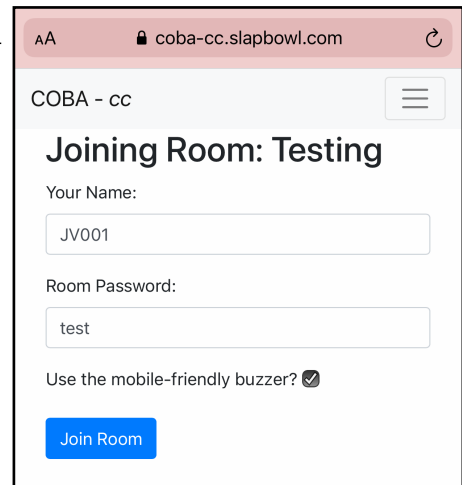 AA coba-cc.slapbowl.com
COBA - cc
Joining Room: Testing
Your Name:
JV001
Room Password:
test
Use the mobile-friendly buzzer?
Join Room